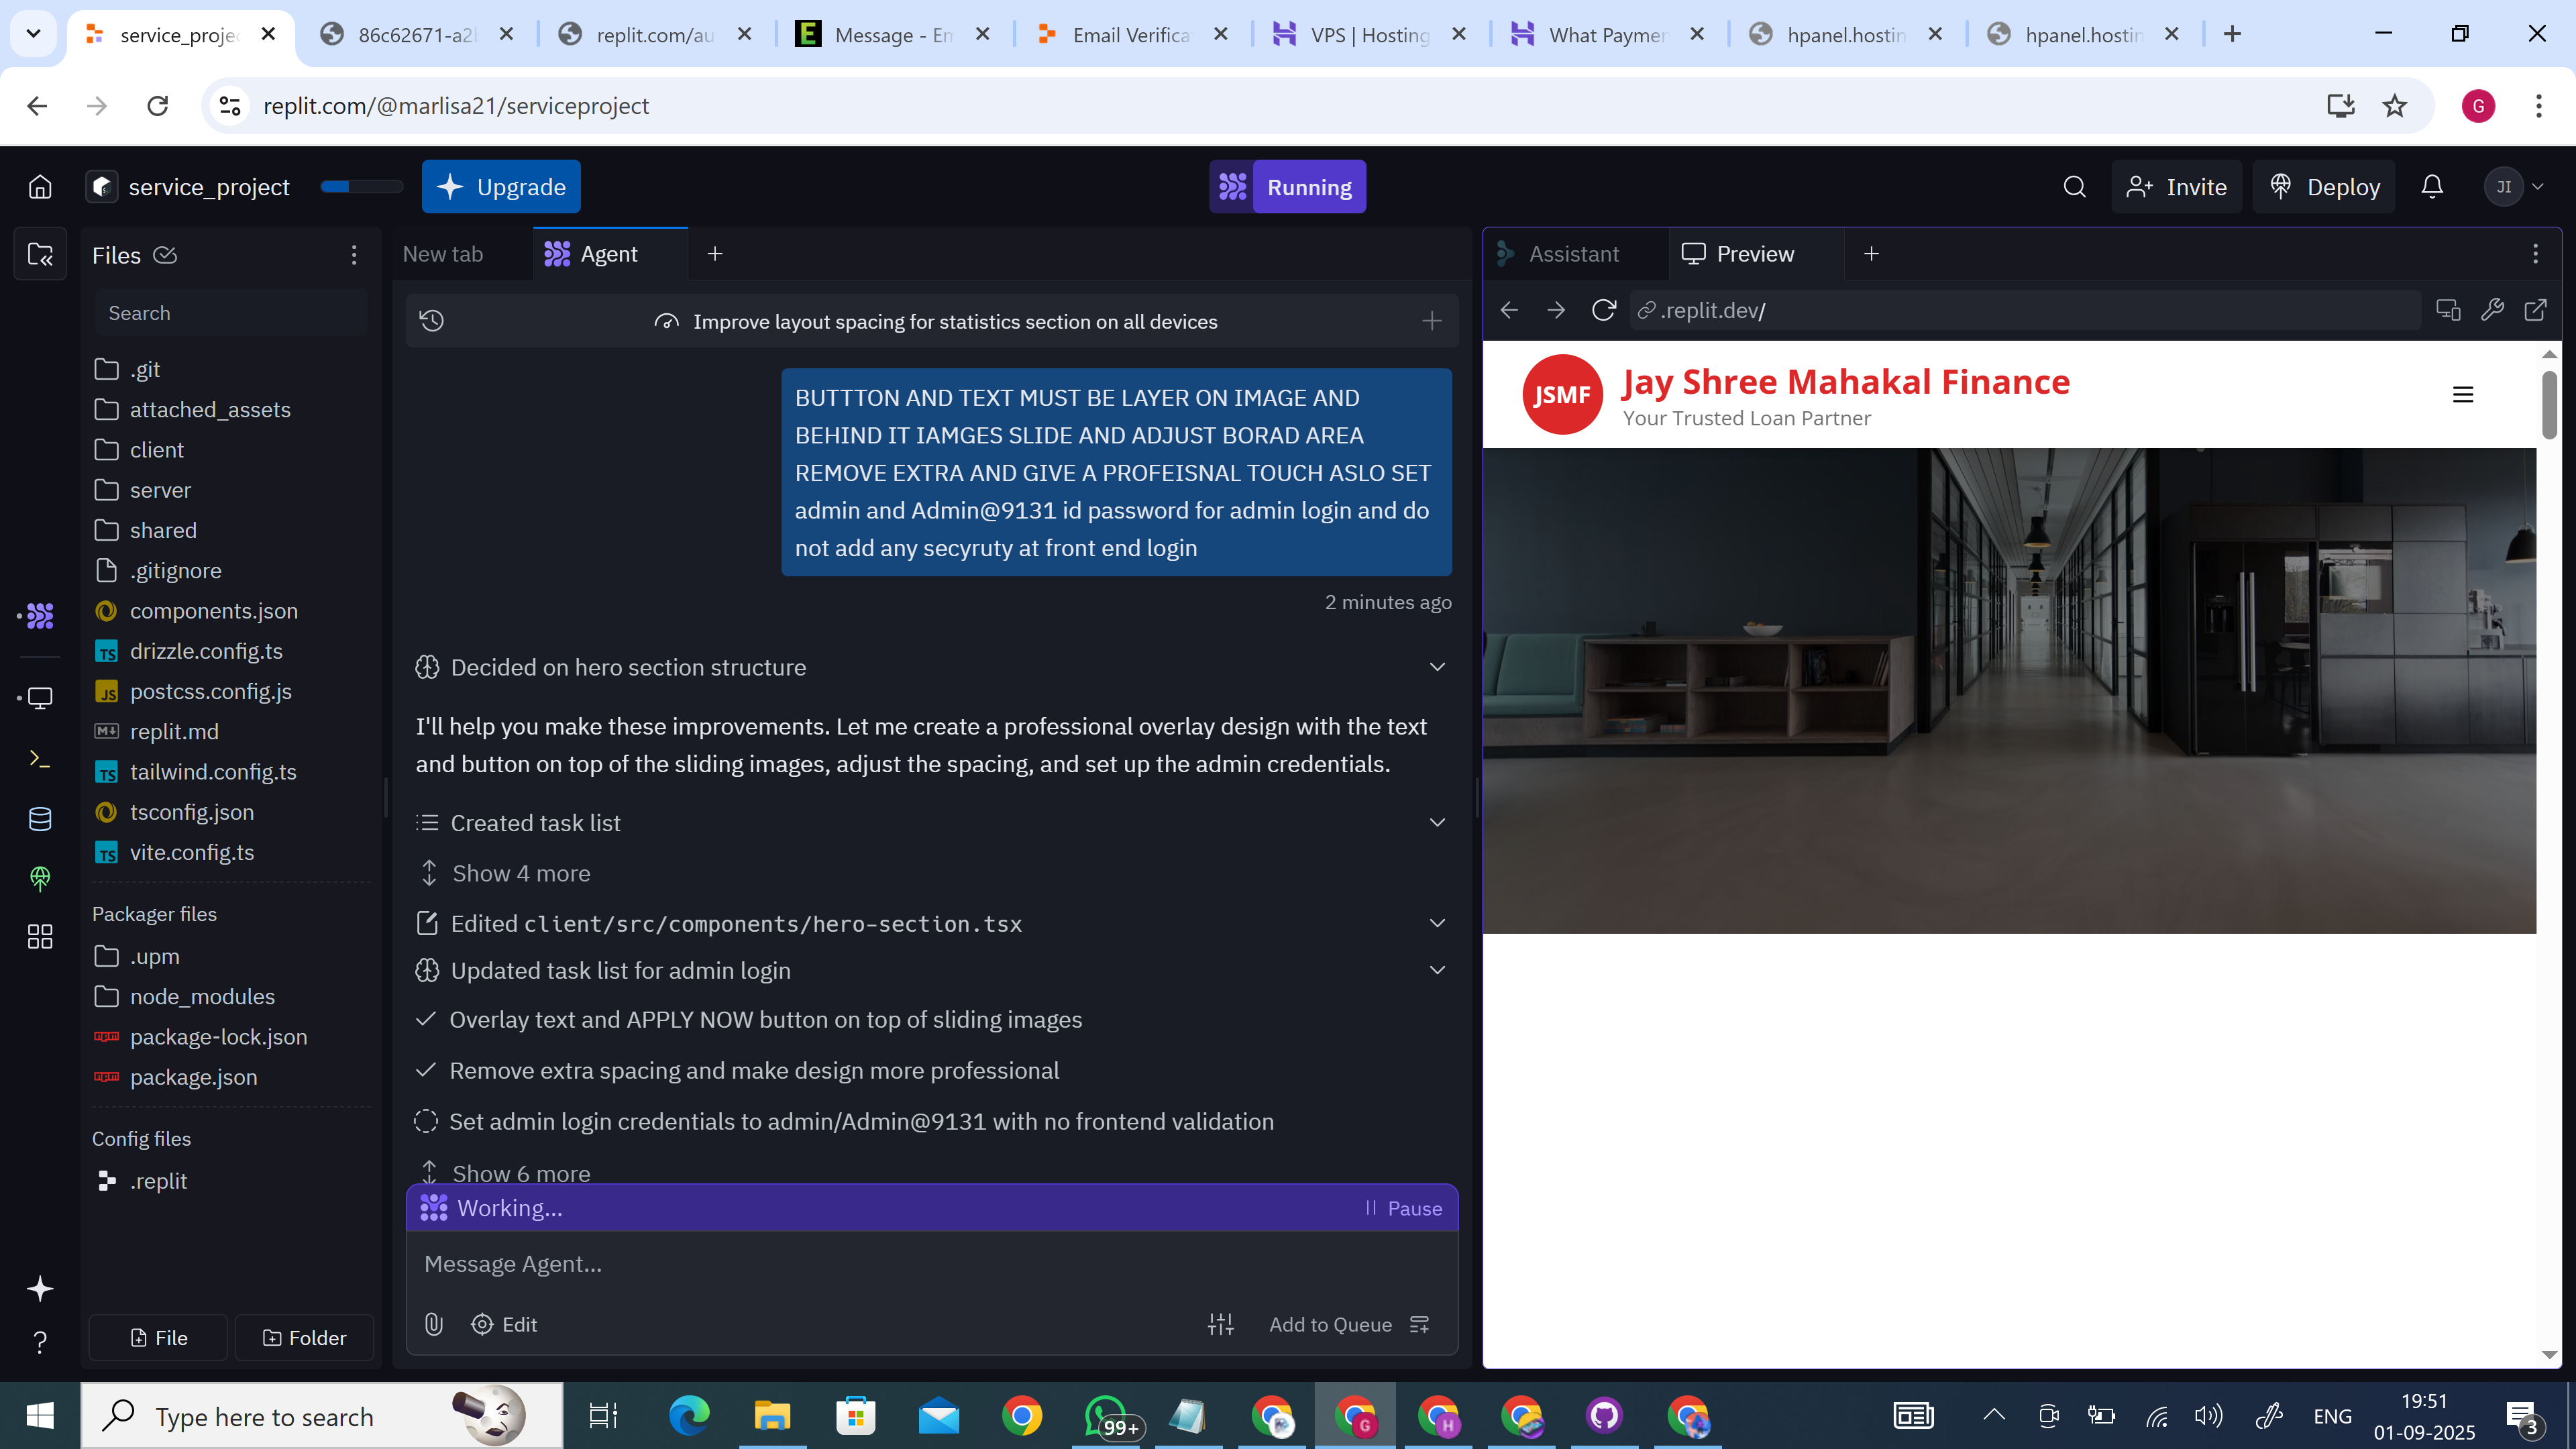 service_projec
86c62671-a2
replit.com/au
Message - Em
Email Verifica
VPS | Hosting
What Paymen
hpanel.hostin
hpanel.hostin
replit.com/@marlisa21/serviceproject
G
service_project
Upgrade
Running
Invite
Deploy
JI
Files
New tab
Agent
Assistant
Preview
Search
Improve layout spacing for statistics section on all devices
.replit.dev/
.git
attached_assets
client
server
shared
.gitignore
components.json
drizzle.config.ts
postcss.config.js
replit.md
tailwind.config.ts
tsconfig.json
vite.config.ts
Packager files
.upm
node_modules
package-lock.json
package.json
Config files
.replit
File
Folder
BUTTTON AND TEXT MUST BE LAYER ON IMAGE AND
BEHIND IT IAMGES SLIDE AND ADJUST BORAD AREA
REMOVE EXTRA AND GIVE A PROFEISNAL TOUCH ASLO SET
admin and Admin@9131 id password for admin login and do
not add any secyruty at front end login
2 minutes ago
Decided on hero section structure
I'll help you make these improvements. Let me create a professional overlay design with the text
and button on top of the sliding images, adjust the spacing, and set up the admin credentials.
Created task list
Show 4 more
Edited client/src/components/hero-section.tsx
Updated task list for admin login
Overlay text and APPLY NOW button on top of sliding images
Remove extra spacing and make design more professional
Set admin login credentials to admin/Admin@9131 with no frontend validation
Show 6 more
Working...
Pause
Message Agent...
Edit
Add to Queue
JSMF
Jay Shree Mahakal Finance
Your Trusted Loan Partner
Type here to search
99+
G
H
ENG
19:51
01-09-2025
3